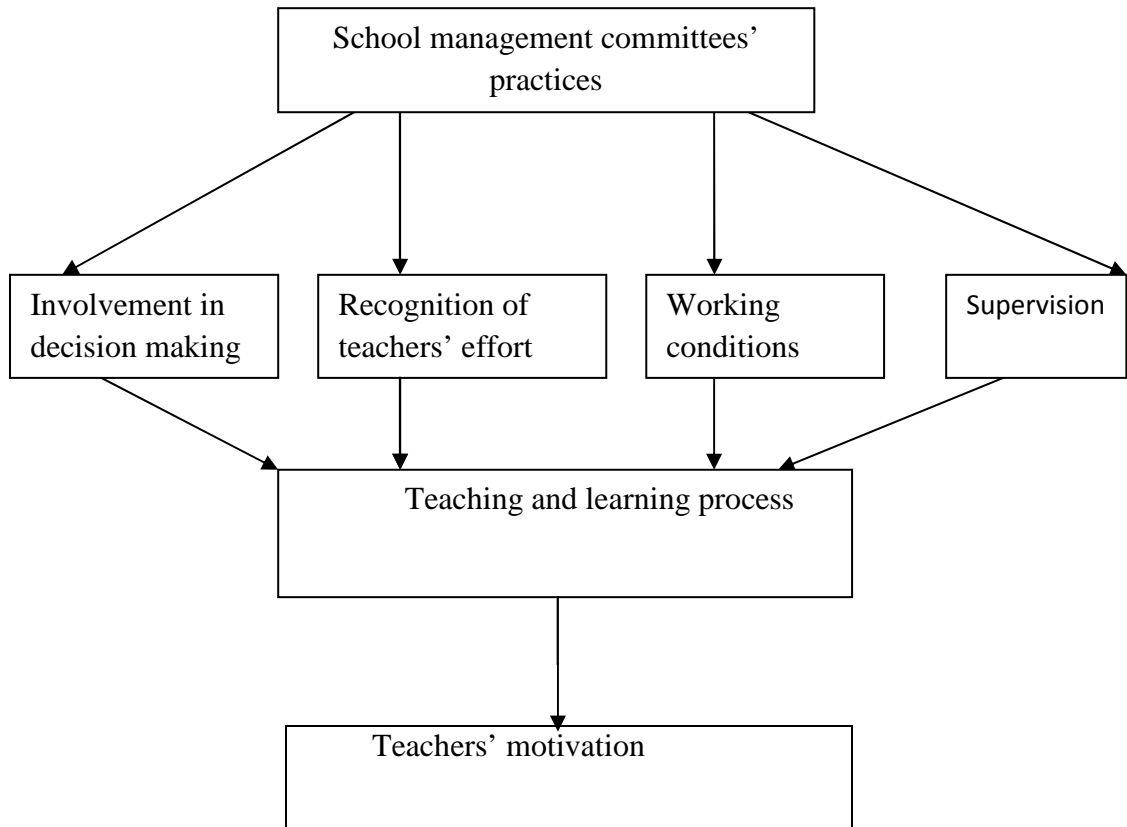 School management committees’
practices
Involvement in
decision making
Recognition of
teachers’ effort
Working
conditions
Supervision
Teaching and learning process
Teachers’ motivation